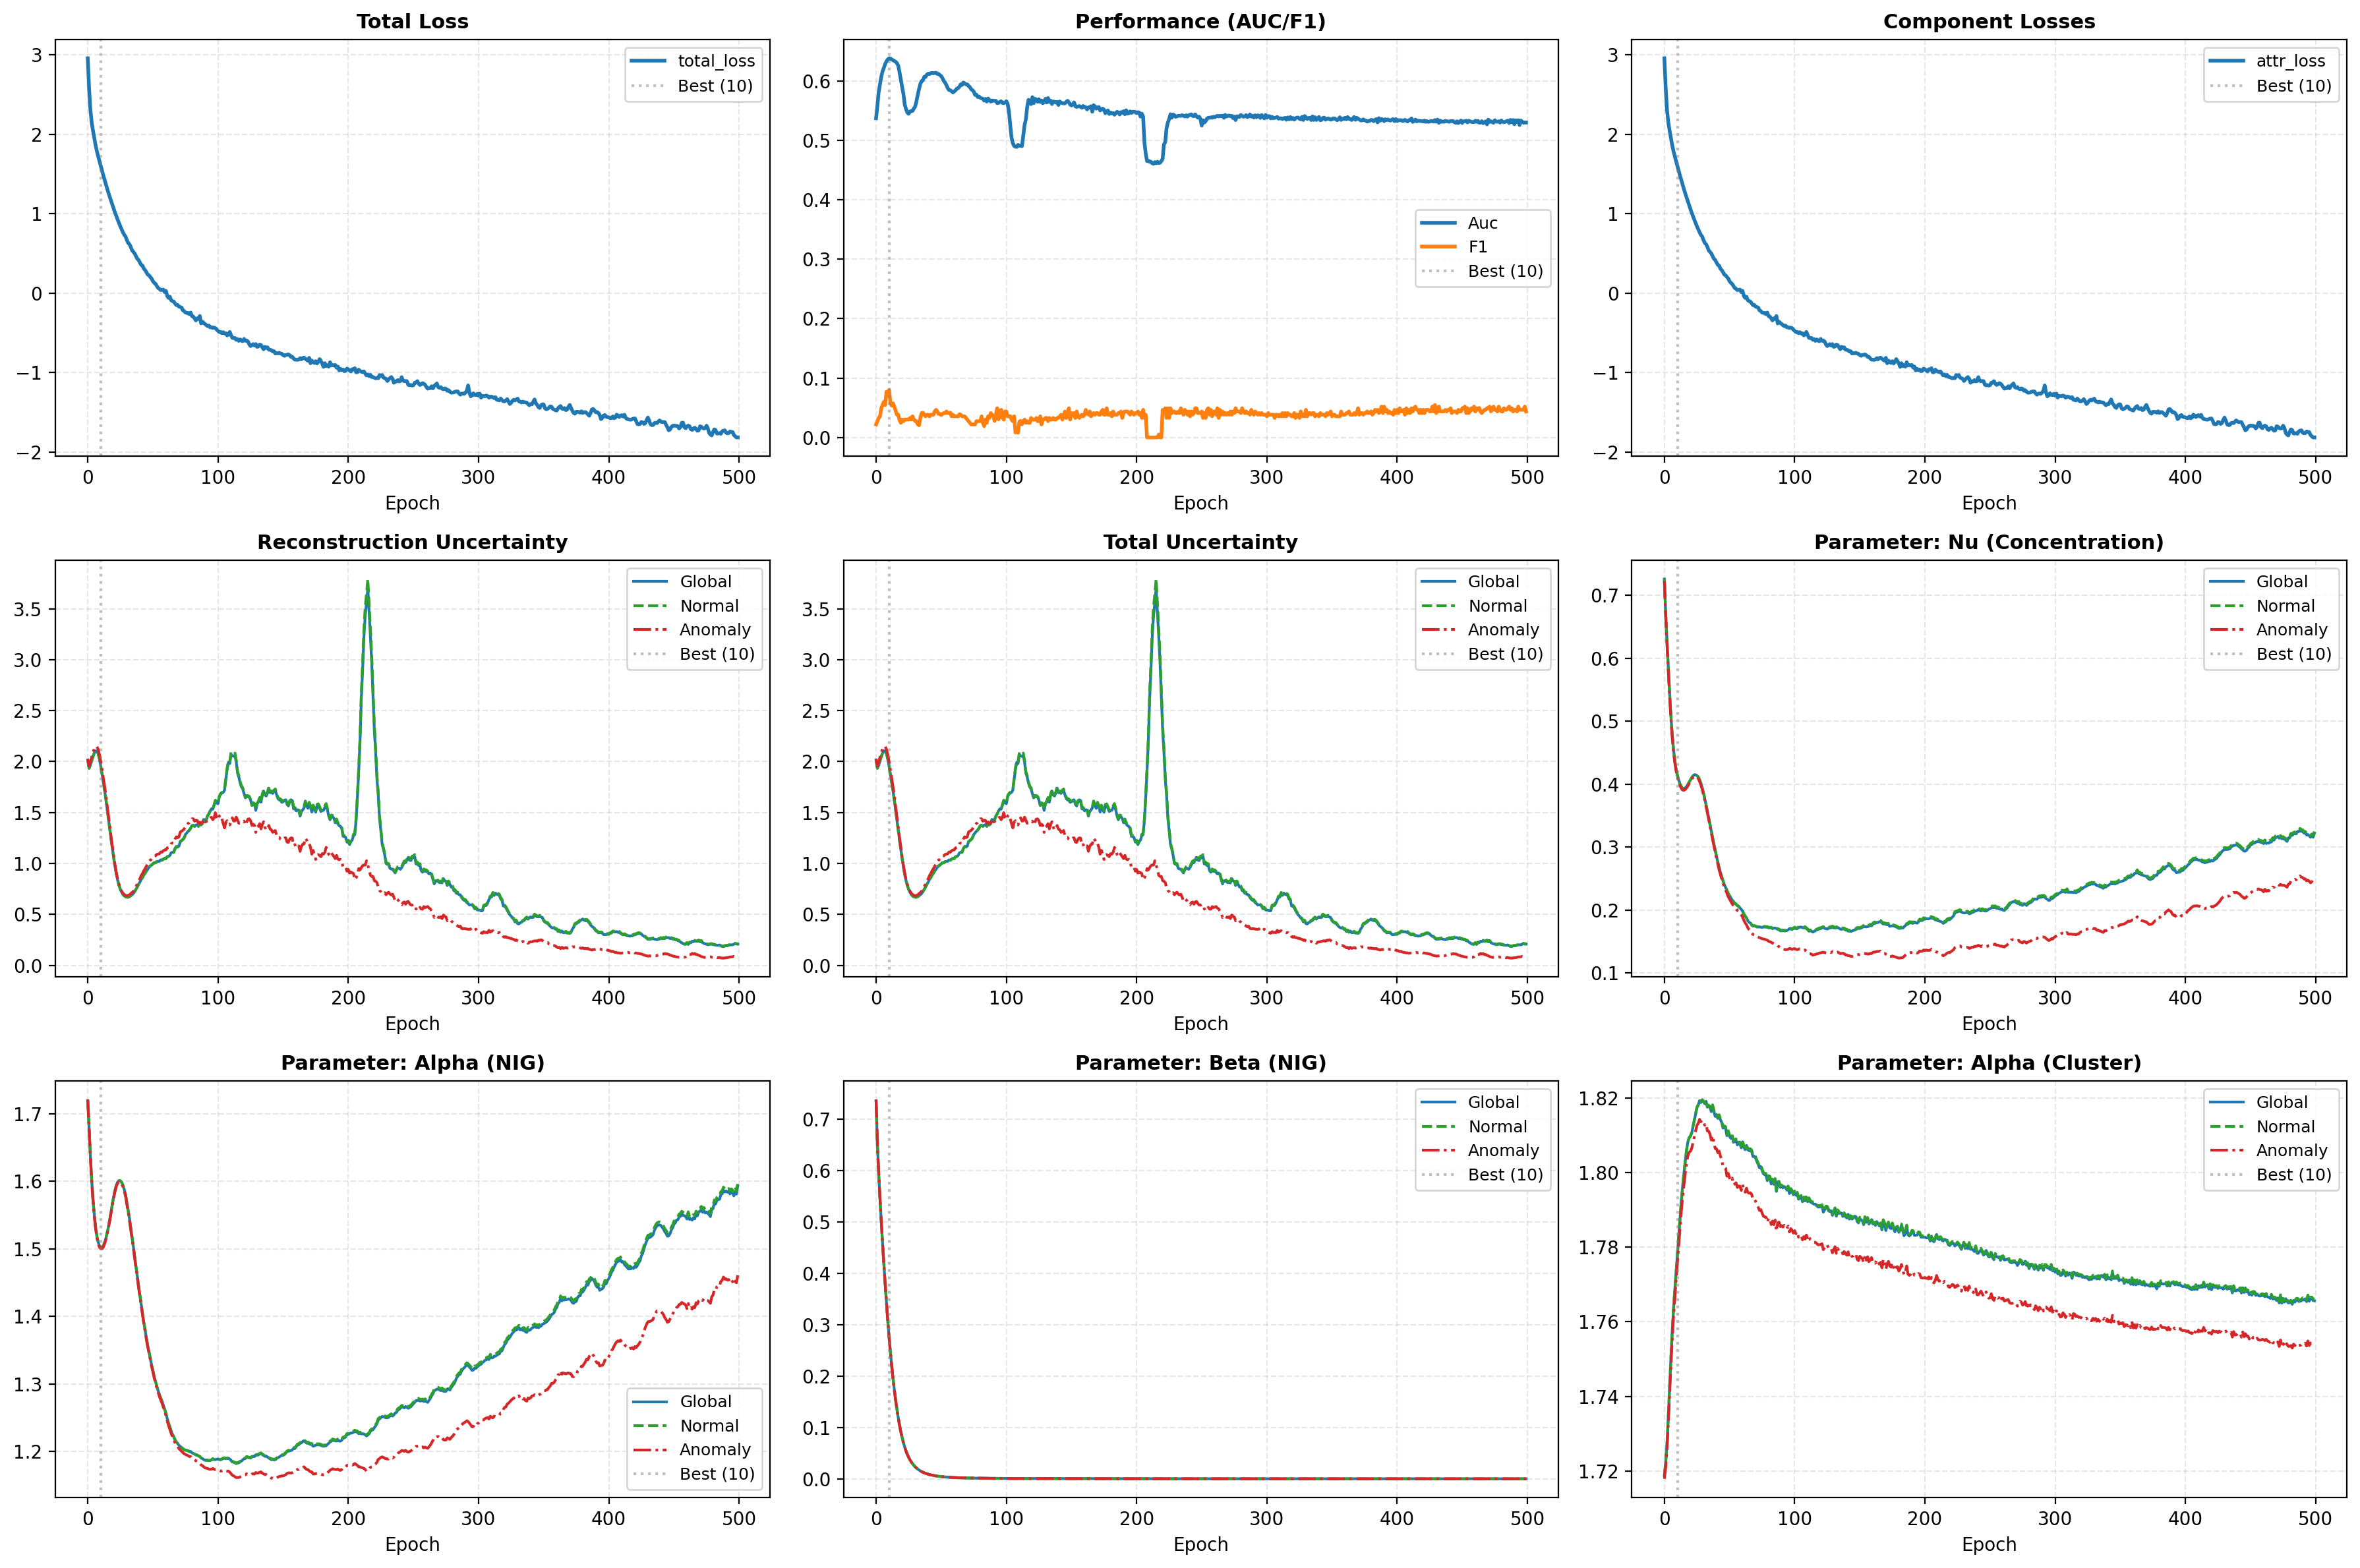 Total Loss
3
2
1
0
−1
−2
total_loss
Best (10)
0
100
200
300
400
500
Epoch
Performance (AUC/F1)
0.6
0.5
0.4
0.3
0.2
0.1
0.0
Auc
F1
Best (10)
0
100
200
300
400
500
Epoch
Component Losses
3
2
1
0
−1
−2
attr_loss
Best (10)
0
100
200
300
400
500
Epoch
Reconstruction Uncertainty
3.5
3.0
2.5
2.0
1.5
1.0
0.5
0.0
Global
Normal
Anomaly
Best (10)
0
100
200
300
400
500
Epoch
Total Uncertainty
3.5
3.0
2.5
2.0
1.5
1.0
0.5
0.0
Global
Normal
Anomaly
Best (10)
0
100
200
300
400
500
Epoch
Parameter: Nu (Concentration)
0.7
0.6
0.5
0.4
0.3
0.2
0.1
Global
Normal
Anomaly
Best (10)
0
100
200
300
400
500
Epoch
Parameter: Alpha (NIG)
1.7
1.6
1.5
1.4
1.3
1.2
Global
Normal
Anomaly
Best (10)
0
100
200
300
400
500
Epoch
Parameter: Beta (NIG)
0.7
0.6
0.5
0.4
0.3
0.2
0.1
0.0
Global
Normal
Anomaly
Best (10)
0
100
200
300
400
500
Epoch
Parameter: Alpha (Cluster)
1.82
1.80
1.78
1.76
1.74
1.72
Global
Normal
Anomaly
Best (10)
0
100
200
300
400
500
Epoch